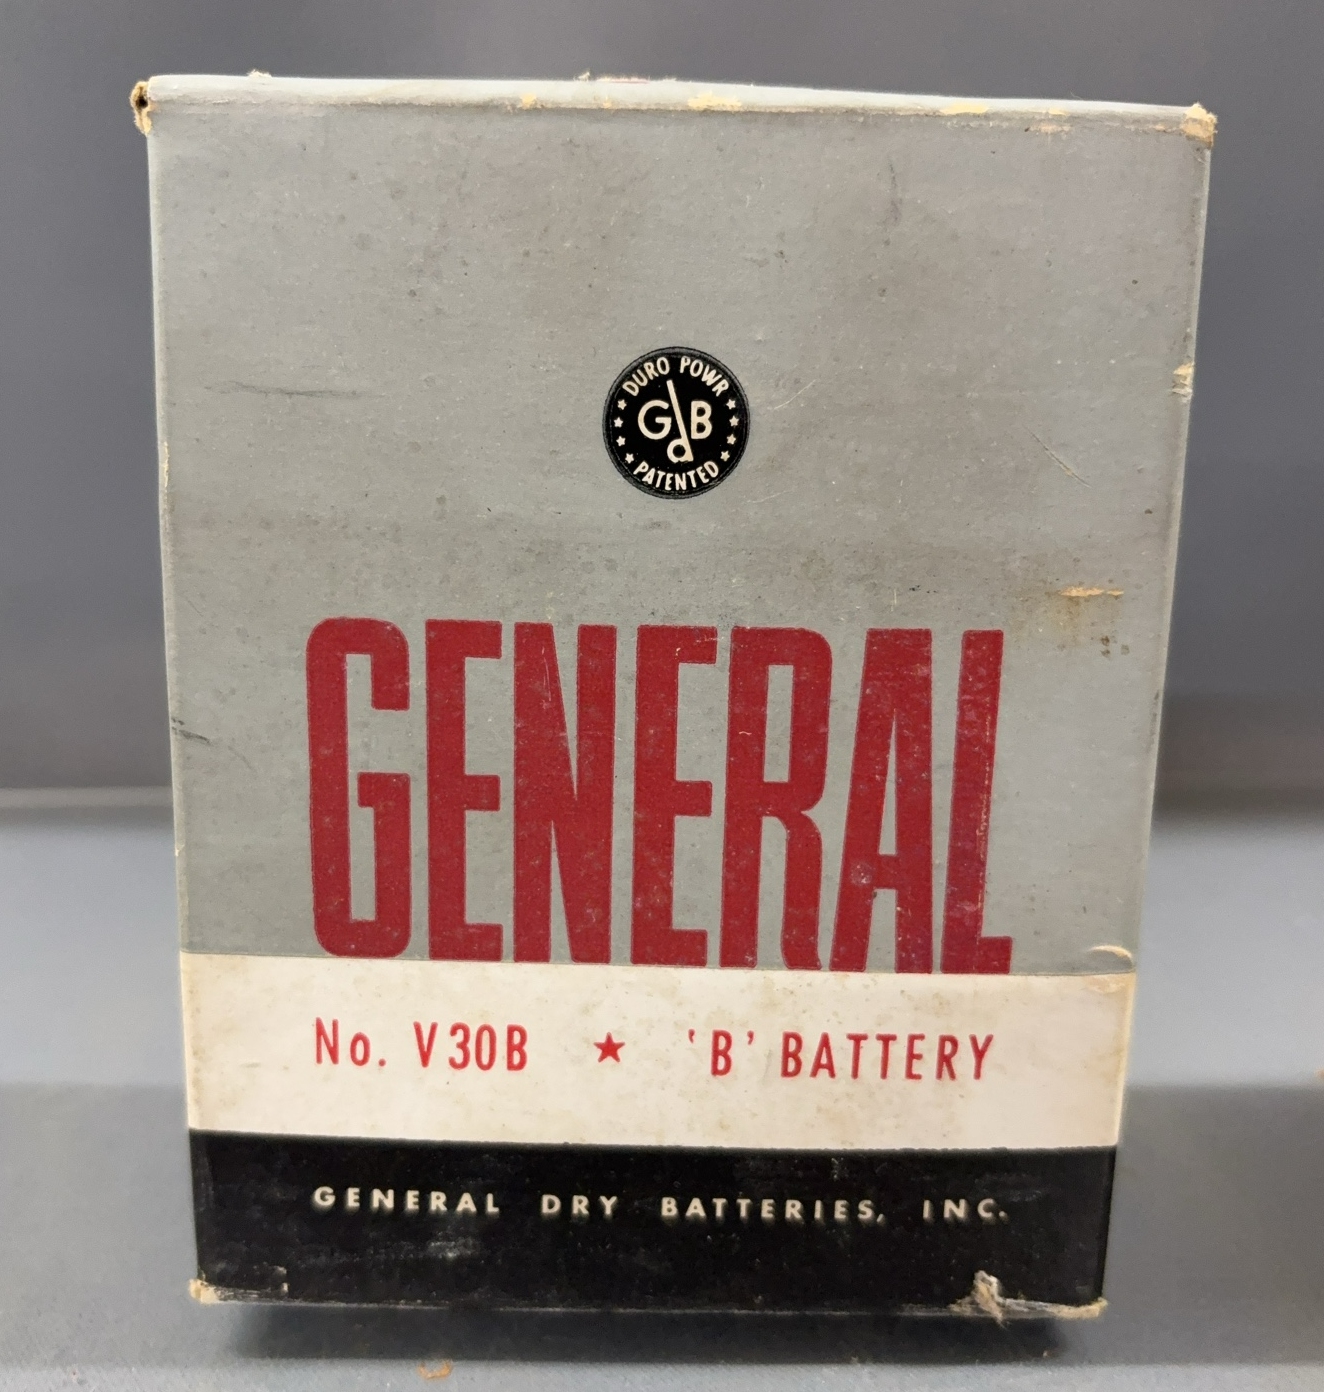 DURO POWR
GdB
PATENTED
GENERAL
No. V30B ★ 'B' BATTERY
GENERAL DRY BATTERIES, INC.